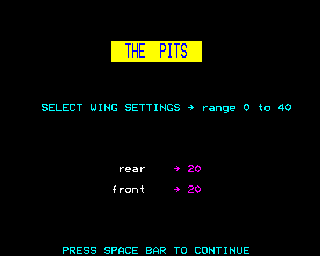 THE PITS
SELECT WING SETTINGS → range 0 to 40
rear → 20
front → 20
PRESS SPACE BAR TO CONTINUE